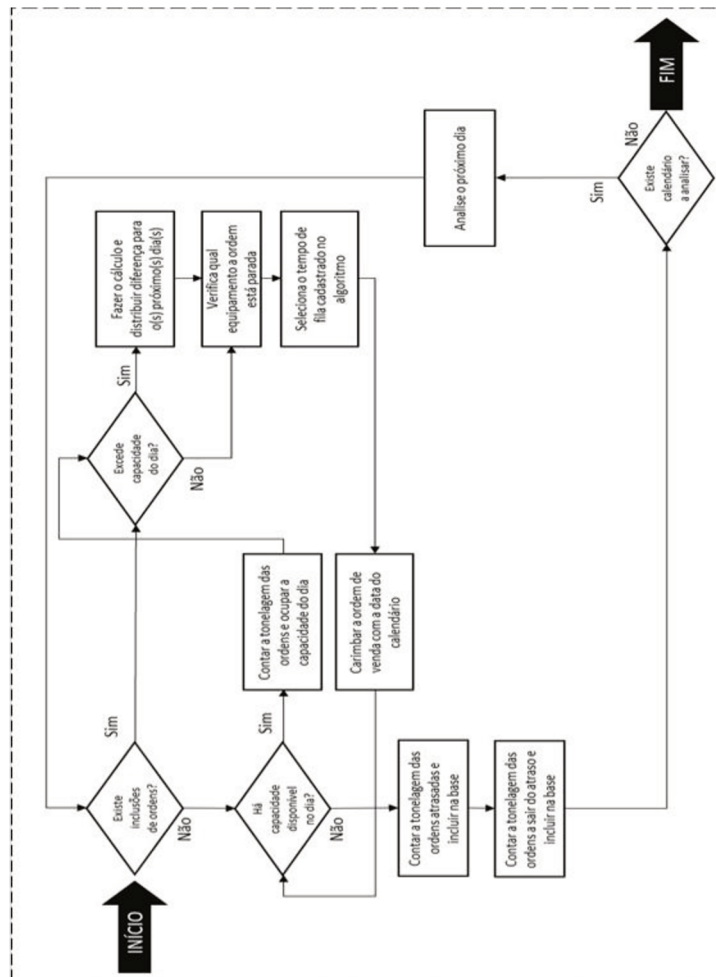 INÍCIO
Existe
inclusões
de ordens?
Sim
Não
Excede
capacidade
do dia?
Sim
Não
Fazer o cálculo e
distribuir diferença para
o(s) próximo(s) dia(s)
Verifica qual
equipamento a ordem
está parada
Seleciona o tempo de
fila cadastrado no
algoritmo
Há
capacidade
disponível
no dia?
Sim
Não
Contar a tonelagem das
ordens e ocupar a
capacidade do dia
Carimbar a ordem de
venda com a data do
calendário
Contar a tonelagem das
ordens atrasadas e
incluir na base
Contar a tonelagem das
ordens a sair do atraso e
incluir na base
Existe
calendário
a analisar?
Sim
Não
Analise o próximo dia
FIM